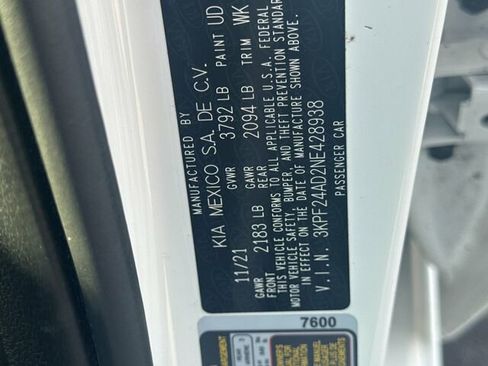 MANUFACTURED BY
KIA MEXICO S.A. DE C.V.
11/21 GVWR 3792 LB PAINT UD
GAWR FRONT 2183 LB GAWR REAR 2094 LB TRIM WK
THIS VEHICLE CONFORMS TO ALL APPLICABLE U.S.A. FEDERAL
MOTOR VEHICLE SAFETY, BUMPER, AND THEFT PREVENTION STANDARD
IN EFFECT ON THE DATE OF MANUFACTURE SHOWN ABOVE.
V.I.N. 3KPF24AD2NE428938
PASSENGER CAR
7600